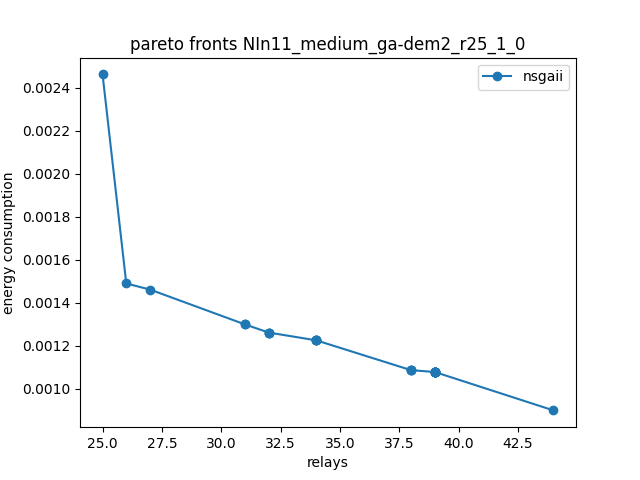 pareto fronts NIn11_medium_ga-dem2_r25_1_0
nsgaii
energy consumption
0.0024
0.0022
0.0020
0.0018
0.0016
0.0014
0.0012
0.0010
25.0 27.5 30.0 32.5 35.0 37.5 40.0 42.5
relays